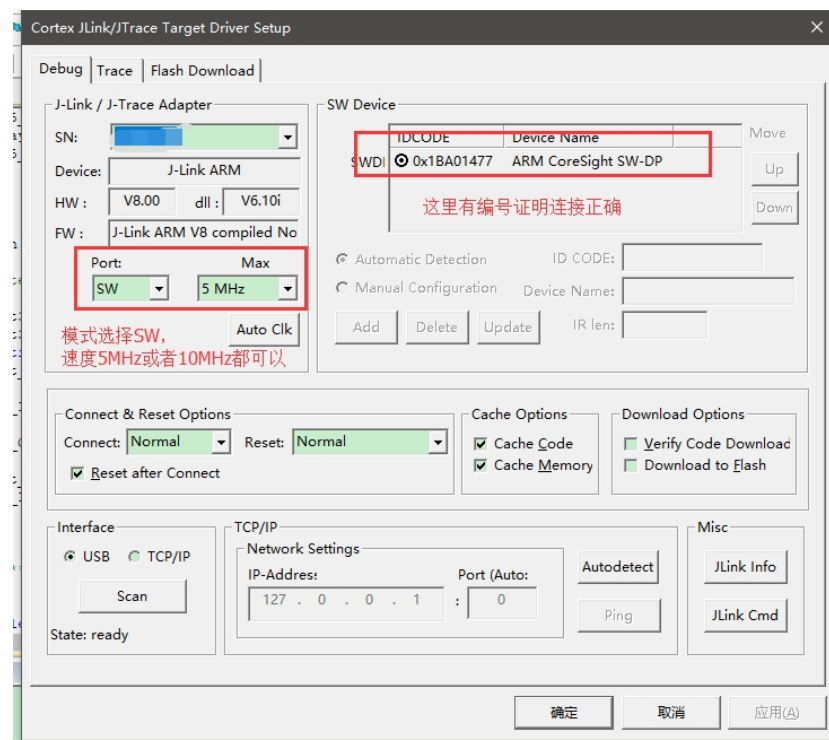 Cortex JLink/JTrace Target Driver Setup
Debug Trace Flash Download
J-Link / J-Trace Adapter
SN:
Device: J-Link ARM
HW : V8.00 dll : V6.10i
FW : J-Link ARM V8 compiled No
Port: Max
SW 5 MHz
Auto Clk
模式选择SW,
速度5MHz或者10MHz都可以
SW Device
IDCODE Device Name
SWDI 0x1BA01477 ARM CoreSight SW-DP
这里有编号证明连接正确
Move
Up
Down
Automatic Detection ID CODE:
Manual Configuration Device Name:
Add Delete Update IR len:
Connect & Reset Options
Connect: Normal Reset: Normal
Reset after Connect
Cache Options
Cache Code
Cache Memory
Download Options
Verify Code Download
Download to Flash
Interface
USB TCP/IP
Scan
State: ready
TCP/IP
Network Settings
IP-Address: Port (Auto:
127 . 0 . 0 . 1 : 0
Autodetect
Ping
Misc
JLink Info
JLink Cmd
确定 取消 应用(A)